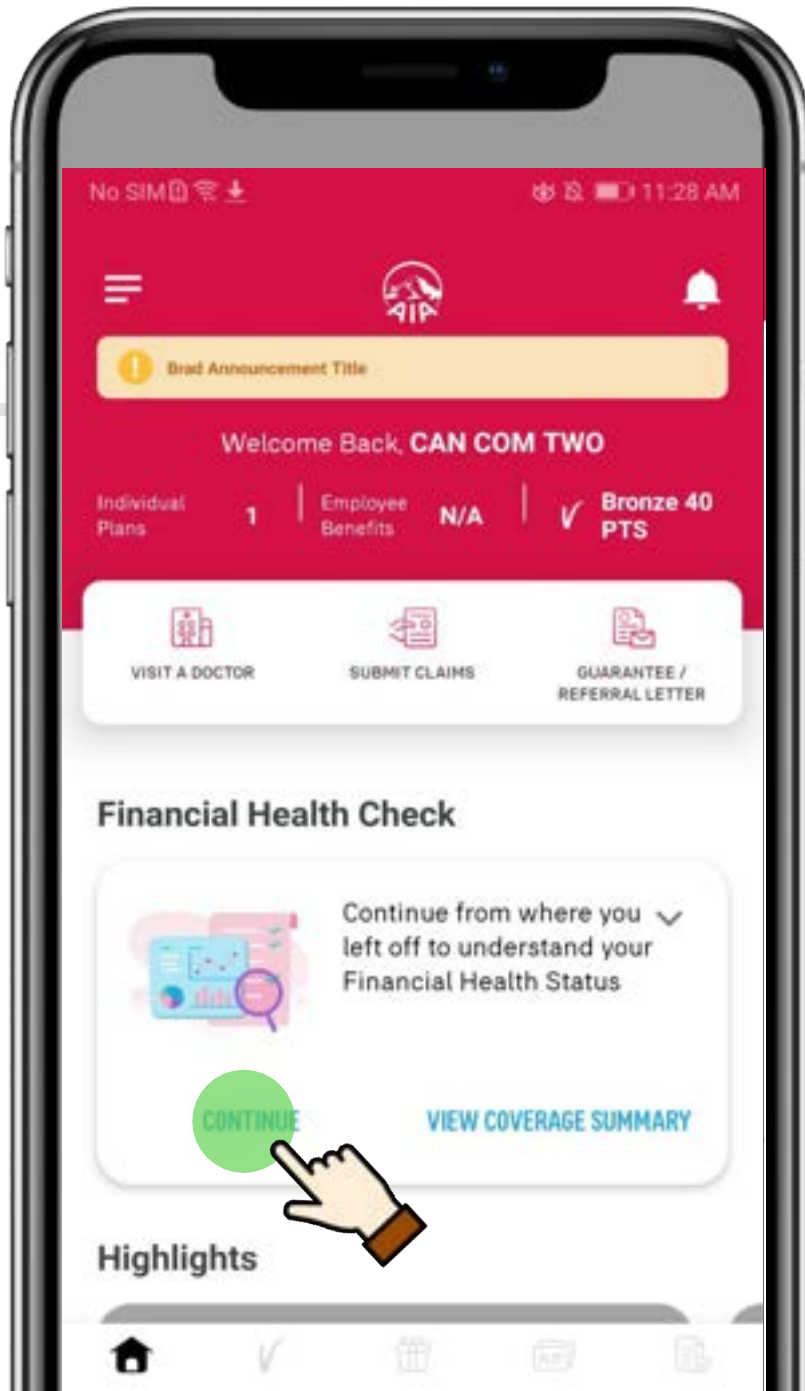 No SIM 11:28 AM
AIA
Brad Announcement Title
Welcome Back, CAN COM TWO
Individual Plans 1 Employee Benefits N/A Bronze 40 PTS
VISIT A DOCTOR
SUBMIT CLAIMS
GUARANTEE /
REFERRAL LETTER
Financial Health Check
Continue from where you
left off to understand your
Financial Health Status
CONTINUE VIEW COVERAGE SUMMARY
Highlights